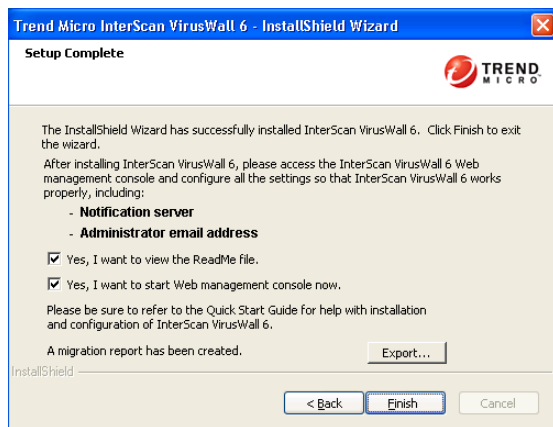 Trend Micro InterScan VirusWall 6 - InstallShield Wizard
Setup Complete
TREND
MICRO
The InstallShield Wizard has successfully installed InterScan VirusWall 6. Click Finish to exit
the wizard.
After installing InterScan VirusWall 6, please access the InterScan VirusWall 6 Web
management console and configure all the settings so that InterScan VirusWall 6 works
properly, including:
- Notification server
- Administrator email address
Yes, I want to view the ReadMe file.
Yes, I want to start Web management console now.
Please be sure to refer to the Quick Start Guide for help with installation
and configuration of InterScan VirusWall 6.
A migration report has been created.
Export...
InstallShield
< Back
Finish
Cancel